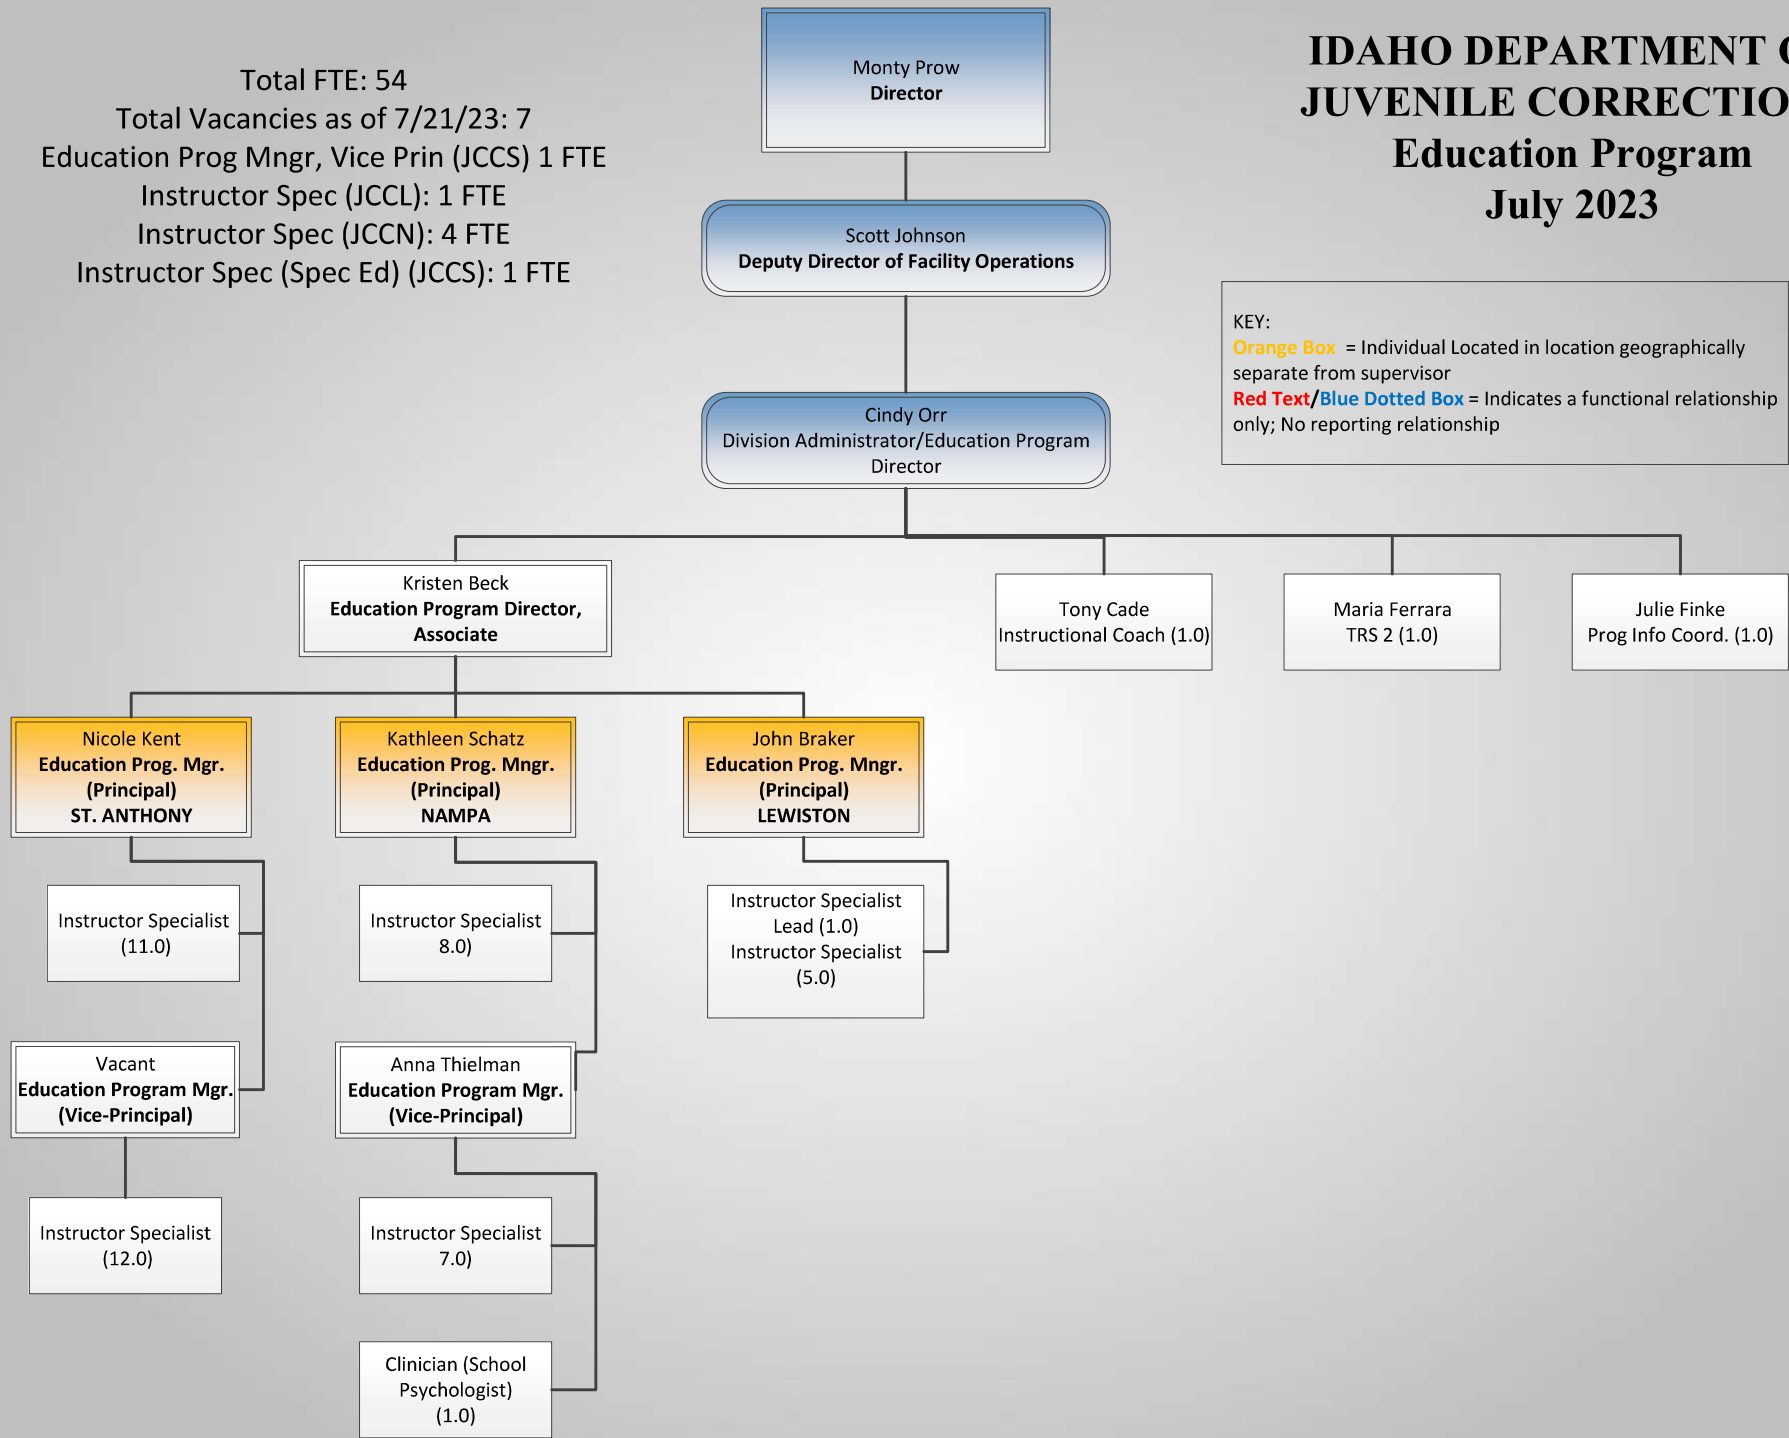 Total FTE: 54
Total Vacancies as of 7/21/23: 7
Education Prog Mngr, Vice Prin (JCCS) 1 FTE
Instructor Spec (JCCL): 1 FTE
Instructor Spec (JCCN): 4 FTE
Instructor Spec (Spec Ed) (JCCS): 1 FTE
Monty Prow
Director
IDAHO DEPARTMENT
JUVENILE CORRECTIO
Education Program
July 2023
Scott Johnson
Deputy Director of Facility Operations
KEY:
Orange Box = Individual Located in location geographically
separate from supervisor
Red Text/Blue Dotted Box = Indicates a functional relationship
only; No reporting relationship
Cindy Orr
Division Administrator/Education Program
Director
Kristen Beck
Education Program Director,
Associate
Tony Cade
Instructional Coach (1.0)
Maria Ferrara
TRS 2 (1.0)
Julie Finke
Prog Info Coord. (1.0)
Nicole Kent
Education Prog. Mgr.
(Principal)
ST. ANTHONY
Kathleen Schatz
Education Prog. Mngr.
(Principal)
NAMPA
John Braker
Education Prog. Mngr.
(Principal)
LEWISTON
Instructor Specialist
(11.0)
Instructor Specialist
8.0)
Instructor Specialist
Lead (1.0)
Instructor Specialist
(5.0)
Vacant
Education Program Mgr.
(Vice-Principal)
Anna Thielman
Education Program Mgr.
(Vice-Principal)
Instructor Specialist
(12.0)
Instructor Specialist
7.0)
Clinician (School
Psychologist)
(1.0)